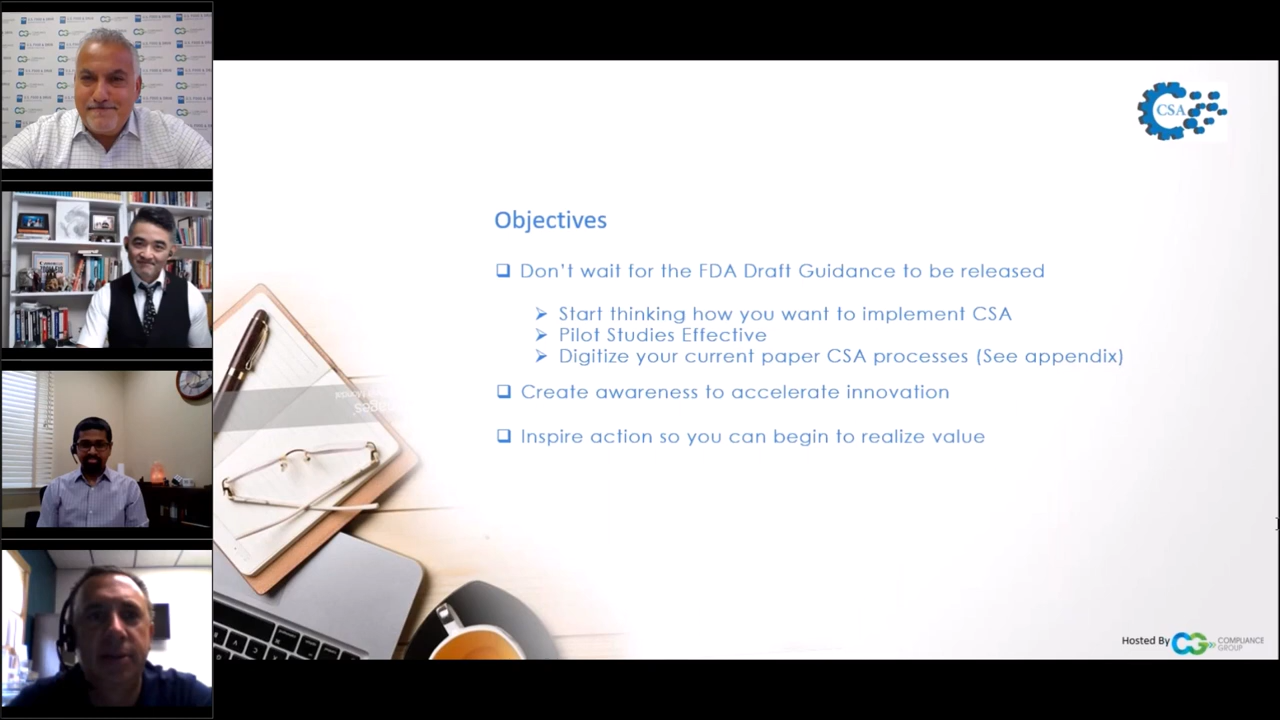 CSA
Objectives
Don't wait for the FDA Draft Guidance to be released
Start thinking how you want to implement CSA
Pilot Studies Effective
Digitize your current paper CSA processes (See appendix)
Create awareness to accelerate innovation
Inspire action so you can begin to realize value
Hosted By CG COMPLIANCE
GROUP